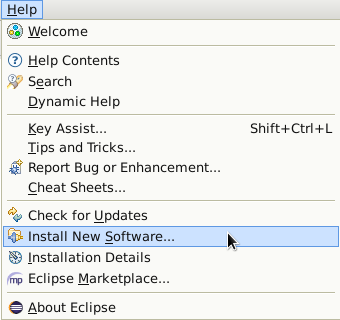 Help
Welcome
Help Contents
Search
Dynamic Help
Key Assist... Shift+Ctrl+L
Tips and Tricks...
Report Bug or Enhancement...
Cheat Sheets...
Check for Updates
Install New Software...
Installation Details
mp Eclipse Marketplace...
About Eclipse